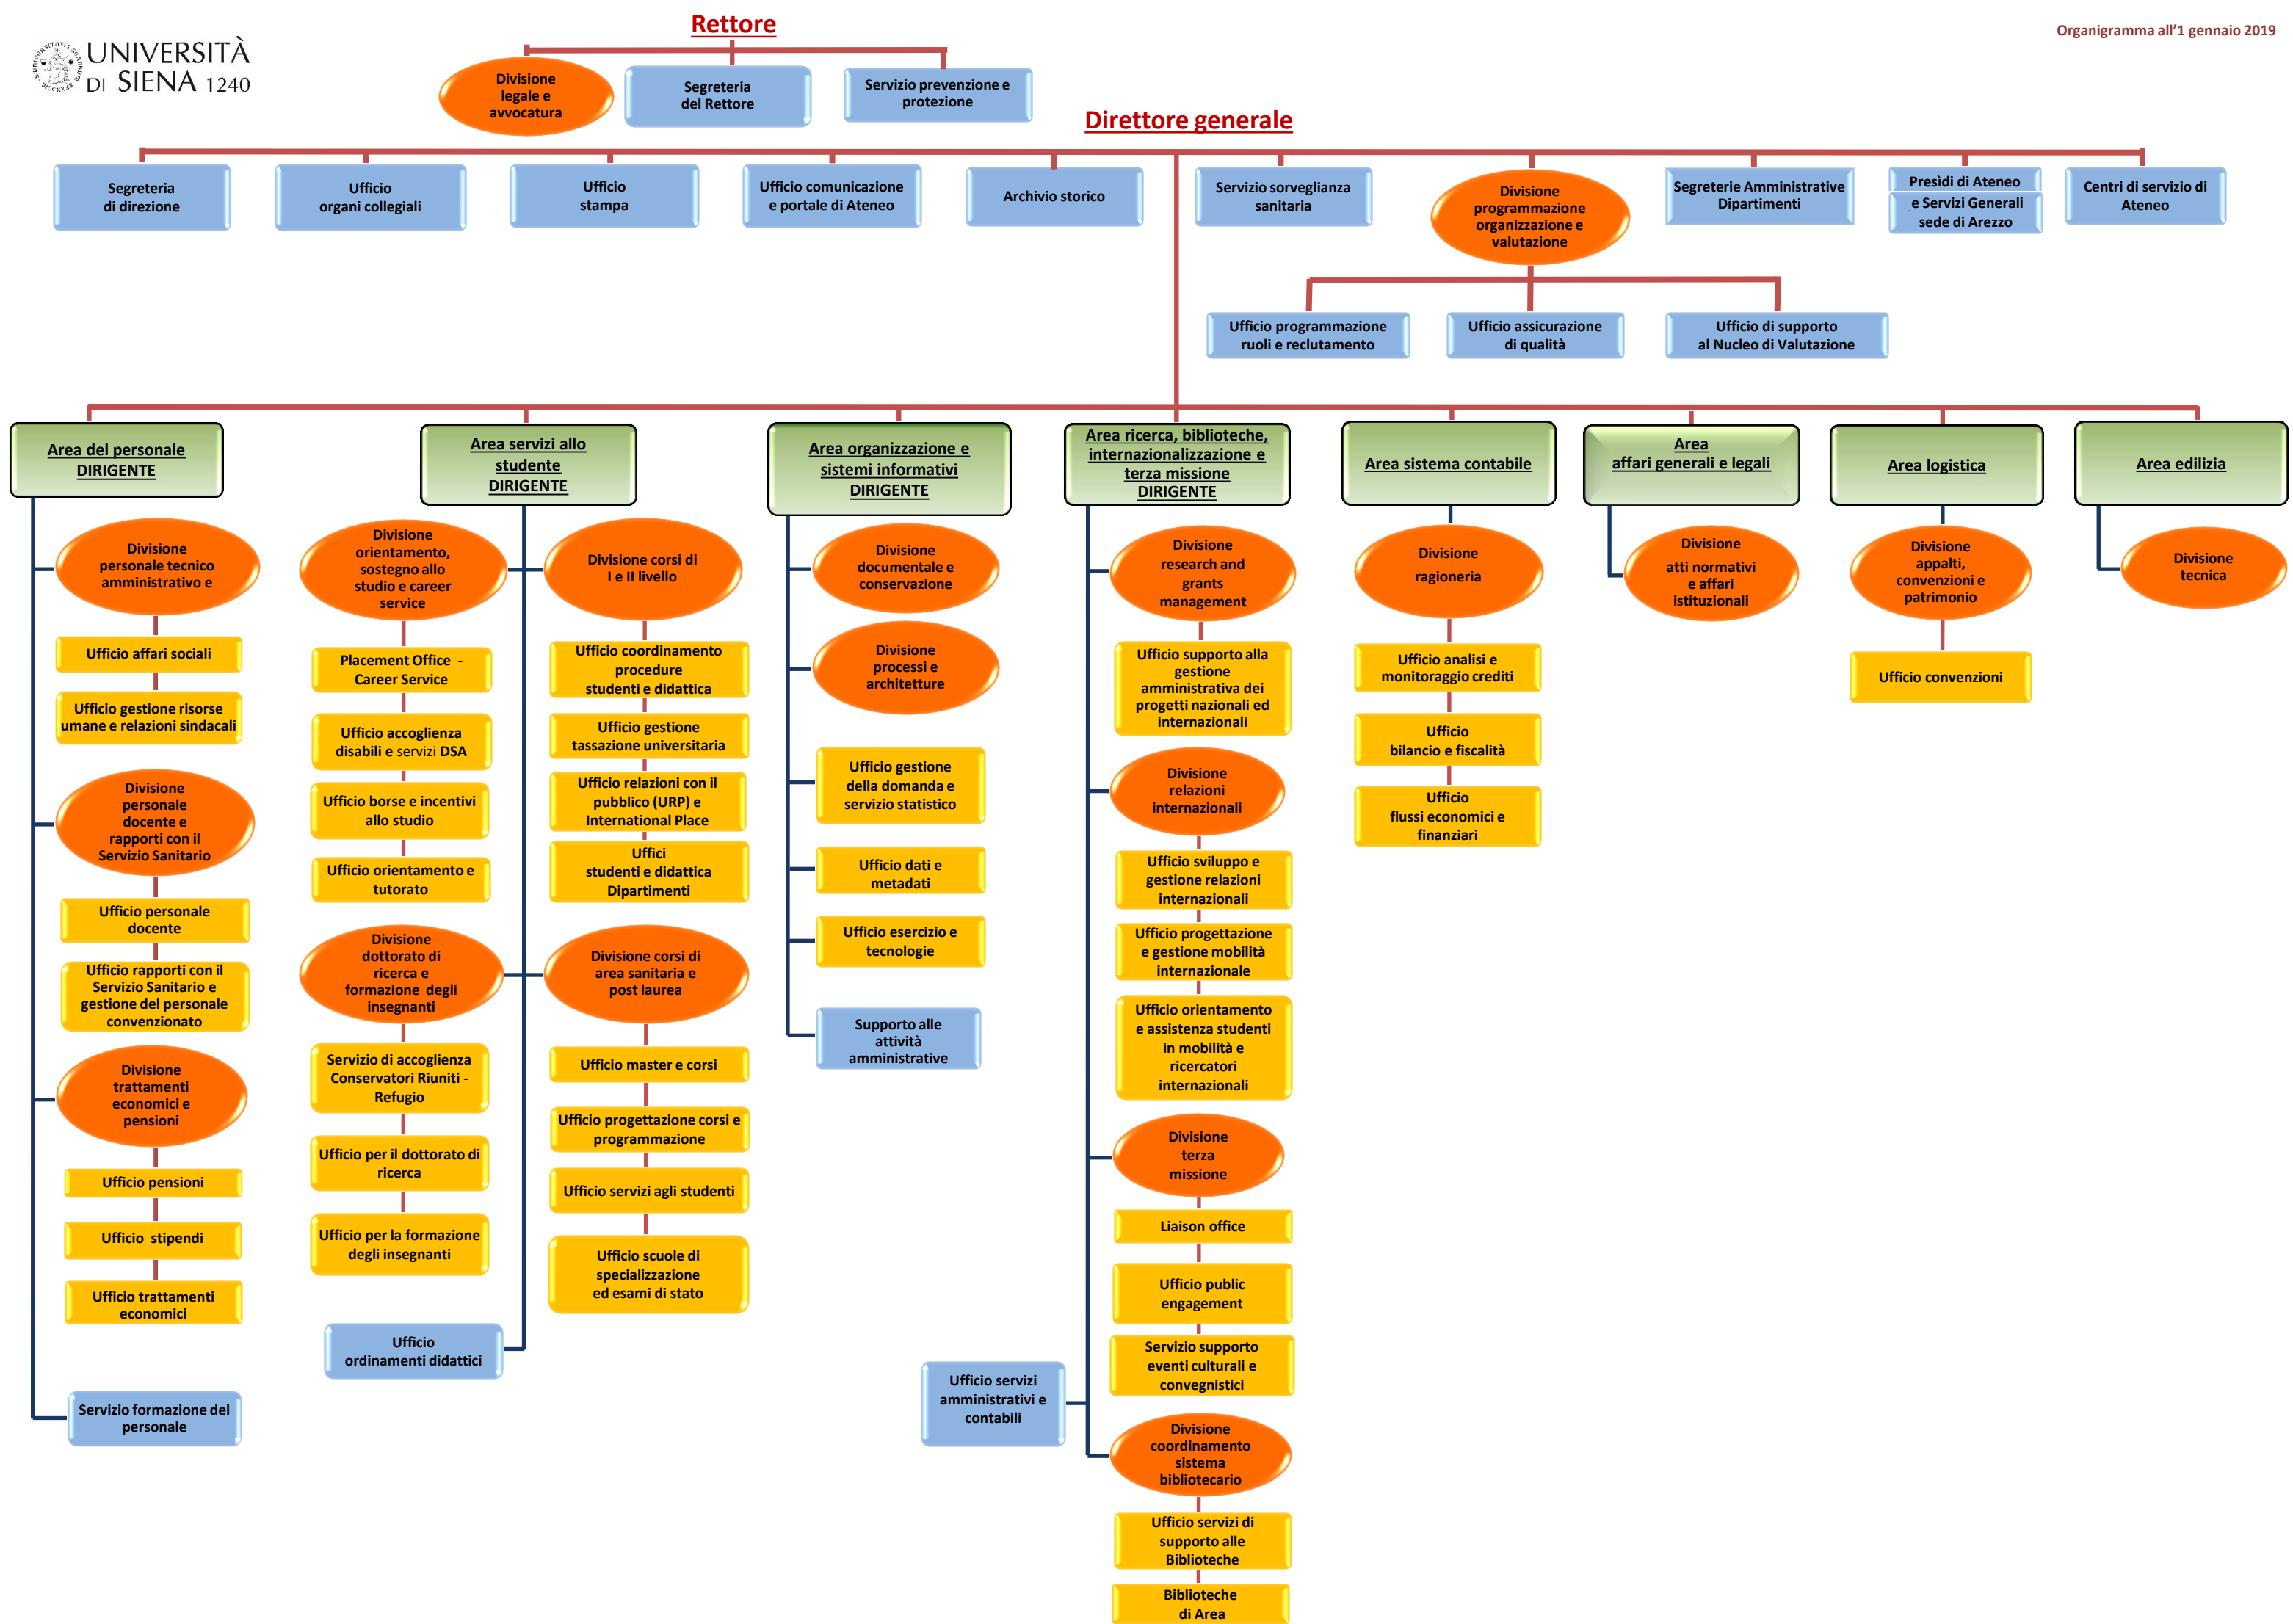 Rettore
Organigramma all'1 gennaio 2019
UNIVERSITÀ
DI SIENA 1240
Divisione
legale e
avvocatura
Segreteria
del Rettore
Servizio prevenzione e
protezione
Direttore generale
Segreteria
di direzione
Ufficio
organi collegiali
Ufficio
stampa
Ufficio comunicazione
e portale di Ateneo
Archivio storico
Servizio sorveglianza
sanitaria
Divisione
programmazione
organizzazione e
valutazione
Segreterie Amministrative
Dipartimenti
Presìdi di Ateneo
e Servizi Generali
sede di Arezzo
Centri di servizio di
Ateneo
Ufficio programmazione
ruoli e reclutamento
Ufficio assicurazione
di qualità
Ufficio di supporto
al Nucleo di Valutazione
Area del personale
DIRIGENTE
Divisione
personale tecnico
amministrativo e
Ufficio affari sociali
Ufficio gestione risorse
umane e relazioni sindacali
Divisione
personale
docente e
rapporti con il
Servizio Sanitario
Ufficio personale
docente
Ufficio rapporti con il
Servizio Sanitario e
gestione del personale
convenzionato
Divisione
trattamenti
economici e
pensioni
Ufficio pensioni
Ufficio stipendi
Ufficio trattamenti
economici
Servizio formazione del
personale
Area servizi allo
studente
DIRIGENTE
Divisione
orientamento,
sostegno allo
studio e career
service
Placement Office -
Career Service
Ufficio accoglienza
disabili e servizi DSA
Ufficio borse e incentivi
allo studio
Ufficio orientamento e
tutorato
Divisione corsi di
I e II livello
Ufficio coordinamento
procedure
studenti e didattica
Ufficio gestione
tassazione universitaria
Ufficio relazioni con il
pubblico (URP) e
International Place
Uffici
studenti e didattica
Dipartimenti
Divisione
dottorato di
ricerca e
formazione degli
insegnanti
Servizio di accoglienza
Conservatori Riuniti -
Refugio
Ufficio per il dottorato di
ricerca
Ufficio per la formazione
degli insegnanti
Divisione corsi di
area sanitaria e
post laurea
Ufficio master e corsi
Ufficio progettazione corsi e
programmazione
Ufficio servizi agli studenti
Ufficio scuole di
specializzazione
ed esami di stato
Ufficio
ordinamenti didattici
Area organizzazione e
sistemi informativi
DIRIGENTE
Divisione
documentale e
conservazione
Divisione
processi e
architetture
Ufficio gestione
della domanda e
servizio statistico
Ufficio dati e
metadati
Ufficio esercizio e
tecnologie
Supporto alle
attività
amministrative
Area ricerca, biblioteche,
internazionalizzazione e
terza missione
DIRIGENTE
Divisione
research and
grants
management
Ufficio supporto alla
gestione
amministrativa dei
progetti nazionali ed
internazionali
Divisione
relazioni
internazionali
Ufficio sviluppo e
gestione relazioni
internazionali
Ufficio progettazione
e gestione mobilità
internazionale
Ufficio orientamento
e assistenza studenti
in mobilità e
ricercatori
internazionali
Divisione
terza
missione
Liaison office
Ufficio public
engagement
Servizio supporto
eventi culturali e
convegnistici
Ufficio servizi
amministrativi e
contabili
Divisione
coordinamento
sistema
bibliotecario
Ufficio servizi di
supporto alle
Biblioteche
Biblioteche
di Area
Area sistema contabile
Divisione
ragioneria
Ufficio analisi e
monitoraggio crediti
Ufficio
bilancio e fiscalità
Ufficio
flussi economici e
finanziari
Area
affari generali e legali
Divisione
atti normativi
e affari
istituzionali
Area logistica
Divisione
appalti,
convenzioni e
patrimonio
Ufficio convenzioni
Area edilizia
Divisione
tecnica